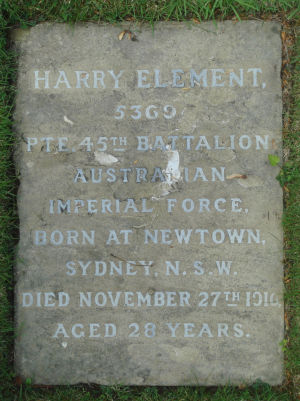 HARRY ELEMENT,
5369
PTE 45TH BATTALION
AUSTRALIAN
IMPERIAL FORCE,
BORN AT NEWTOWN,
SYDNEY, N.S.W.
DIED NOVEMBER 27TH 1916
AGED 28 YEARS.